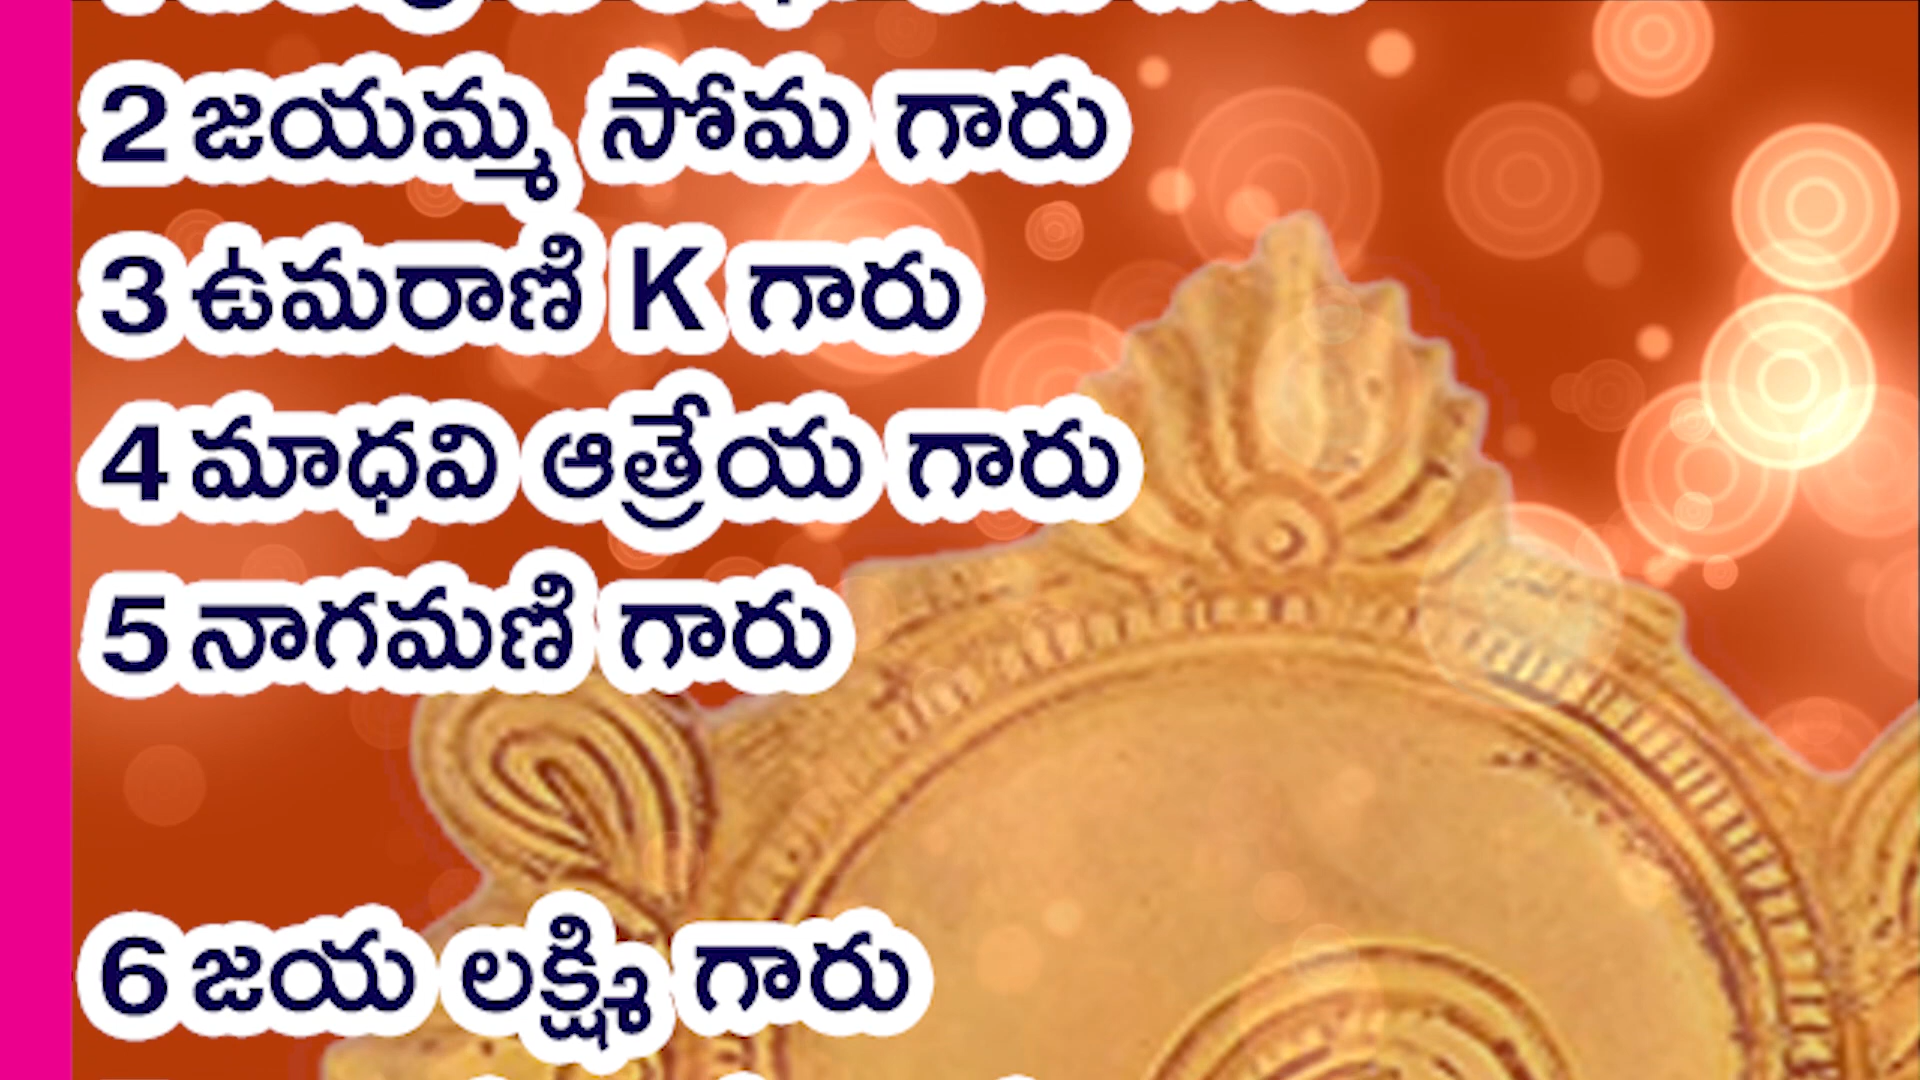 2 జయమ్మ సోమ గారు
3 ఉమరాణి K గారు
4 మాధవి ఆత్రేయ గారు
5 నాగమణి గారు
6 జయ లక్ష్మి గారు